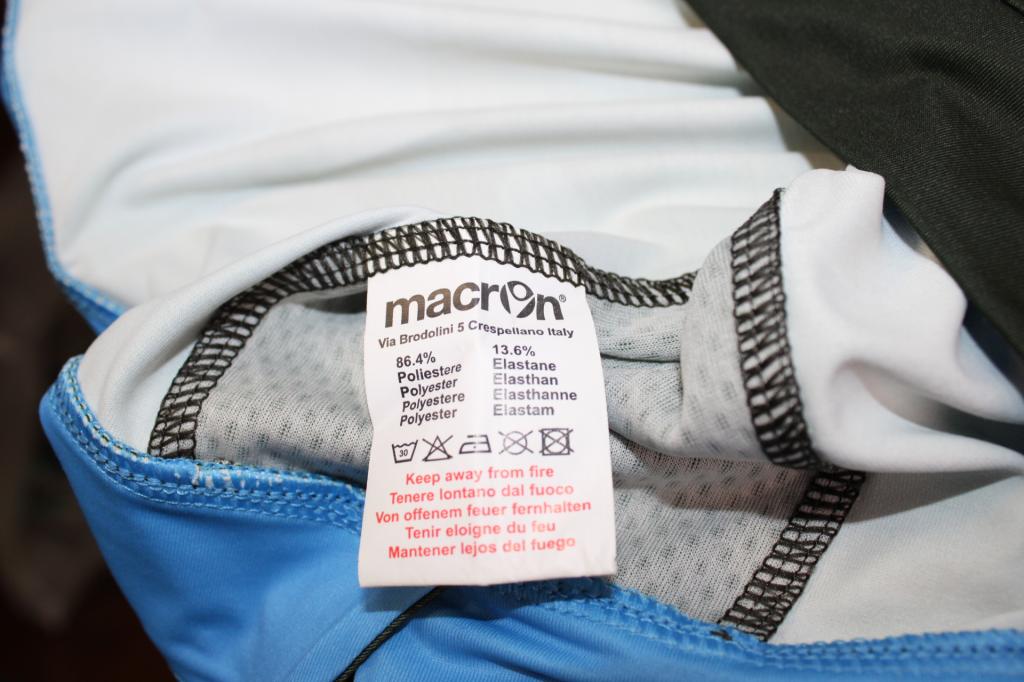 macron®
Via Brodolini 5 Crespellano Italy
86.4% 13.6%
Poliestere Elastane
Polyester Elasthan
Polystere Elasthanne
Polyester Elastam
30
Keep away from fire
Tenere lontano dal fuoco
Von offenem feuer fernhalten
Tenir eloigne du feu
Mantener lejos del fuego